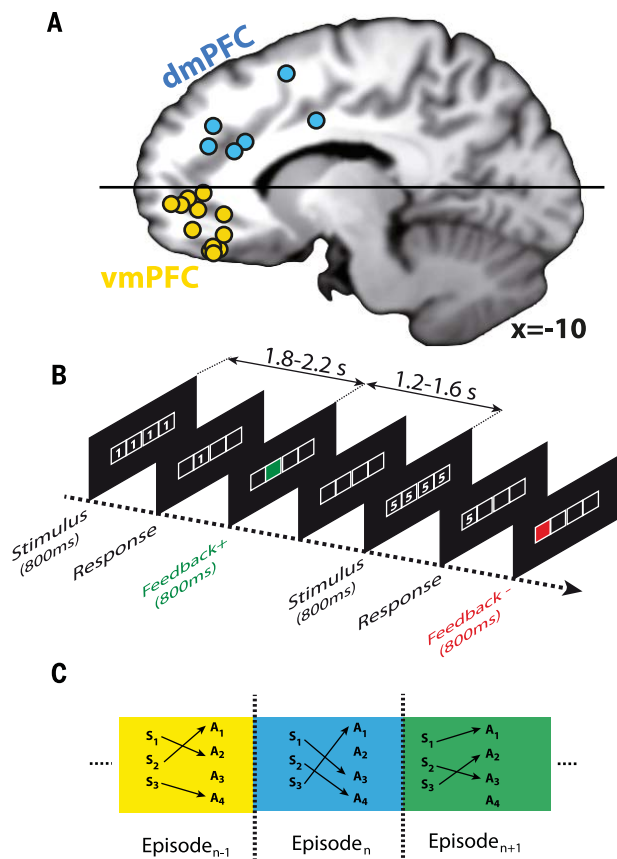 A
dmPFC
vmPFC
x=-10
B
1.8-2.2 s
1.2-1.6 s
1 1 1 1
1
5 5 5 5
5
Stimulus
(800ms)
Response
Feedback+
(800ms)
Stimulus
(800ms)
Response
Feedback -
(800ms)
C
S1 A1
S2 A2
S3 A3
A4
S1 A1
S2 A2
S3 A3
A4
S1 A1
S2 A2
S3 A3
A4
Episoden-1
Episoden
Episoden+1